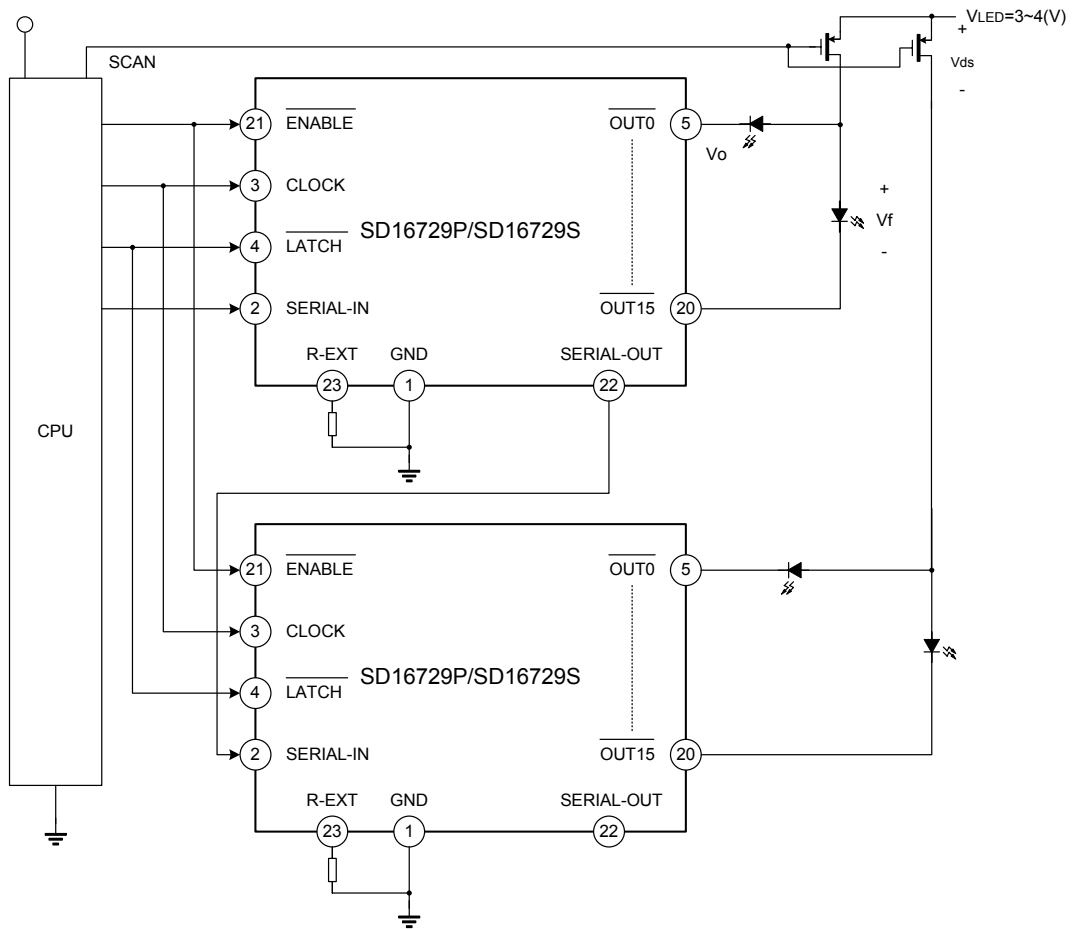 VLED=3~4(V)
SCAN
+
Vds
-
21
ENABLE
OUT0
5
Vo
3
CLOCK
+
SD16729P/SD16729S
Vf
4
LATCH
-
2
SERIAL-IN
OUT15
20
R-EXT
GND
SERIAL-OUT
23
1
22
CPU
21
ENABLE
OUT0
5
3
CLOCK
SD16729P/SD16729S
4
LATCH
2
SERIAL-IN
OUT15
20
R-EXT
GND
SERIAL-OUT
23
1
22